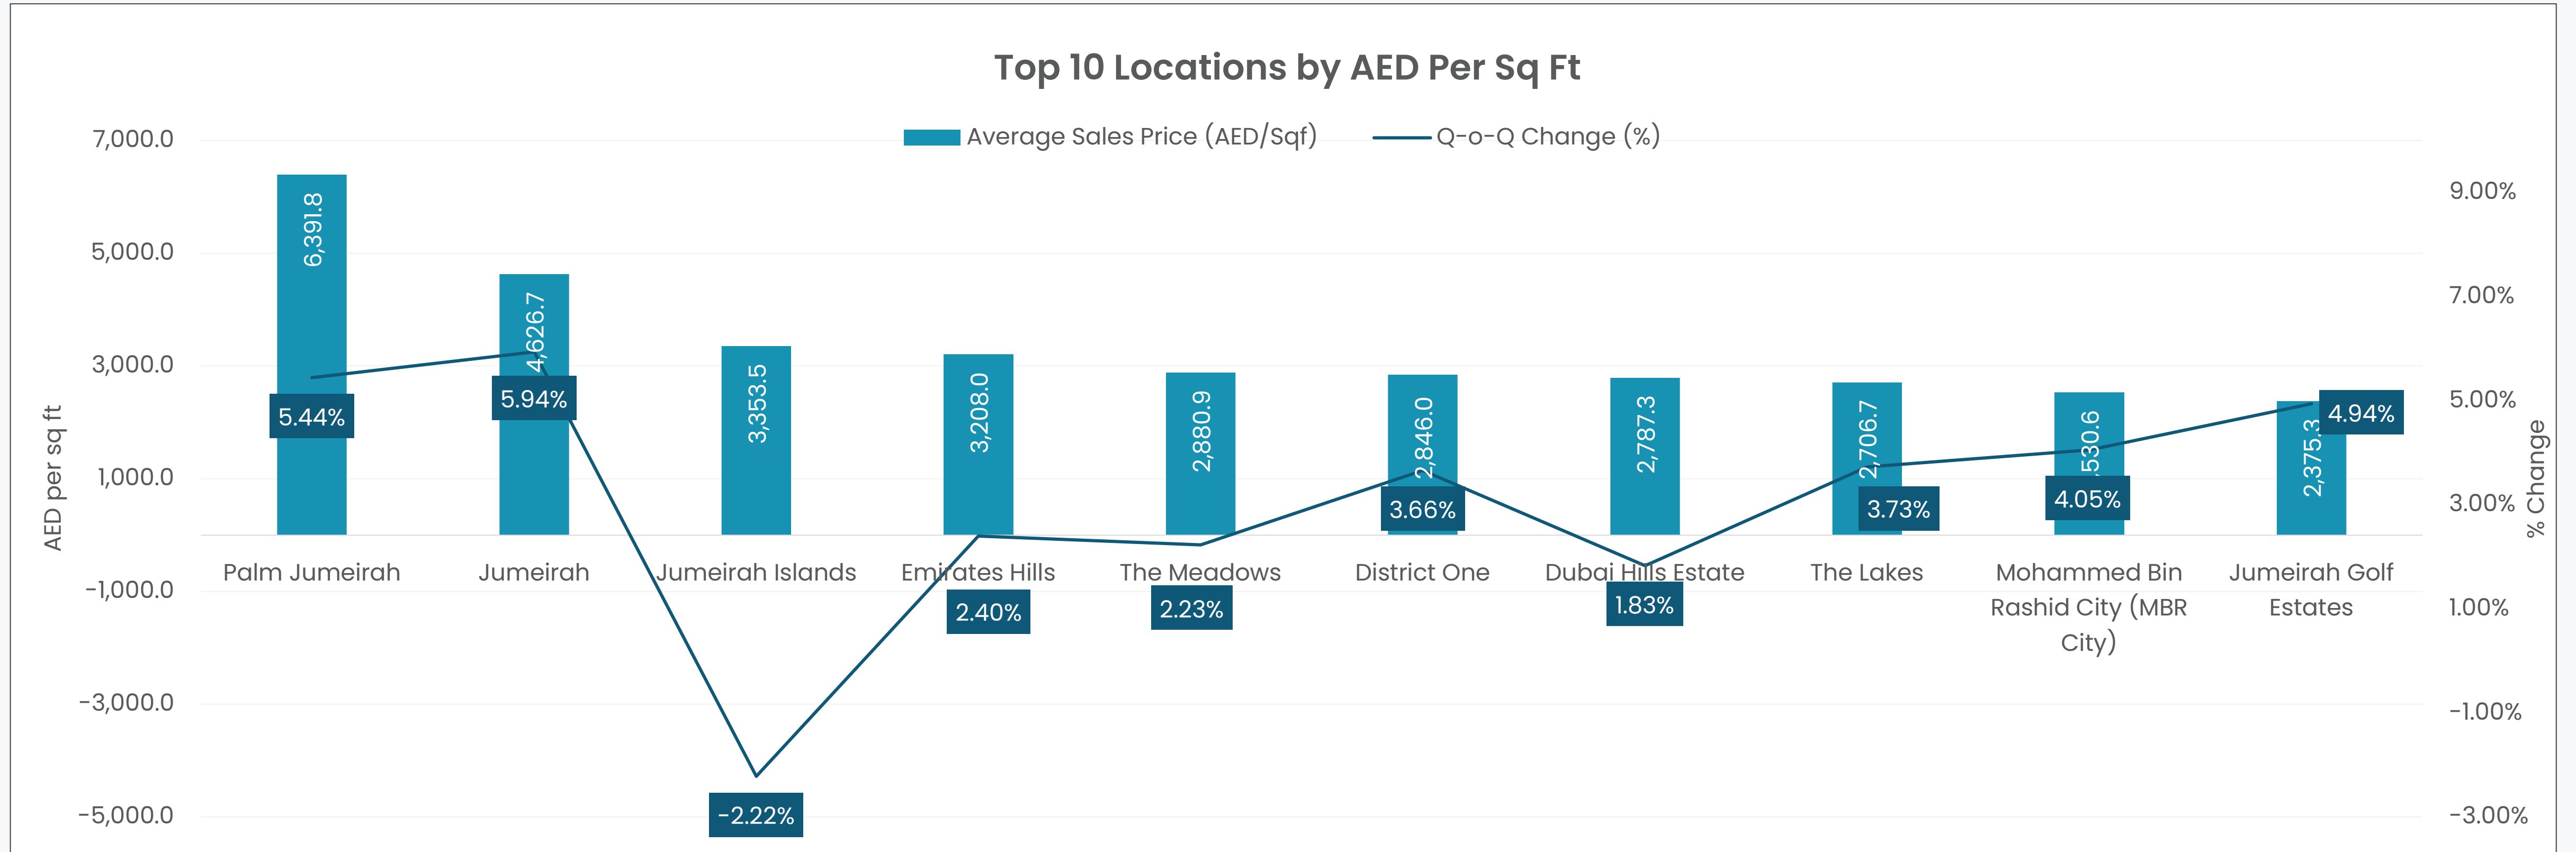 Top 10 Locations by AED Per Sq Ft
Average Sales Price (AED/Sqf)
Q-o-Q Change (%)
7,000.0
5,000.0
3,000.0
1,000.0
-1,000.0
-3,000.0
-5,000.0
AED per sq ft
6,391.8
4,626.7
3,353.5
3,208.0
2,880.9
2,846.0
2,787.3
2,706.7
,530.6
2,375.3
5.44%
5.94%
-2.22%
2.40%
2.23%
3.66%
1.83%
3.73%
4.05%
4.94%
Palm Jumeirah
Jumeirah
Jumeirah Islands
Emirates Hills
The Meadows
District One
Dubai Hills Estate
The Lakes
Mohammed Bin
Rashid City (MBR
City)
Jumeirah Golf
Estates
9.00%
7.00%
5.00%
3.00%
1.00%
-1.00%
-3.00%
% Change